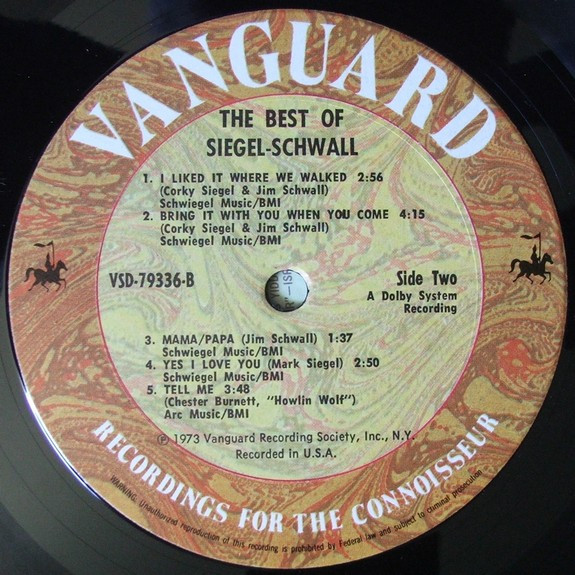 VANGUARD
THE BEST OF
SIEGEL-SCHWALL
1. I LIKED IT WHERE WE WALKED 2:56
(Corky Siegel & Jim Schwall)
Schwiegel Music/BMI
2. BRING IT WITH YOU WHEN YOU COME 4:15
(Corky Siegel & Jim Schwall)
Schwiegel Music/BMI
VSD-79336-B
Side Two
A Dolby System
Recording
3. MAMA/PAPA (Jim Schwall) 1:37
Schwiegel Music/BMI
4. YES I LOVE YOU (Mark Siegel) 2:50
Schwiegel Music/BMI
5. TELL ME 3:48
(Chester Burnett, "Howlin Wolf")
Arc Music/BMI
Ⓟ 1973 Vanguard Recording Society, Inc., N.Y.
Recorded in U.S.A.
RECORDINGS FOR THE CONNOISSEUR
WARNING: Unauthorized reproduction of this recording is prohibited by Federal law and subject to criminal prosecution